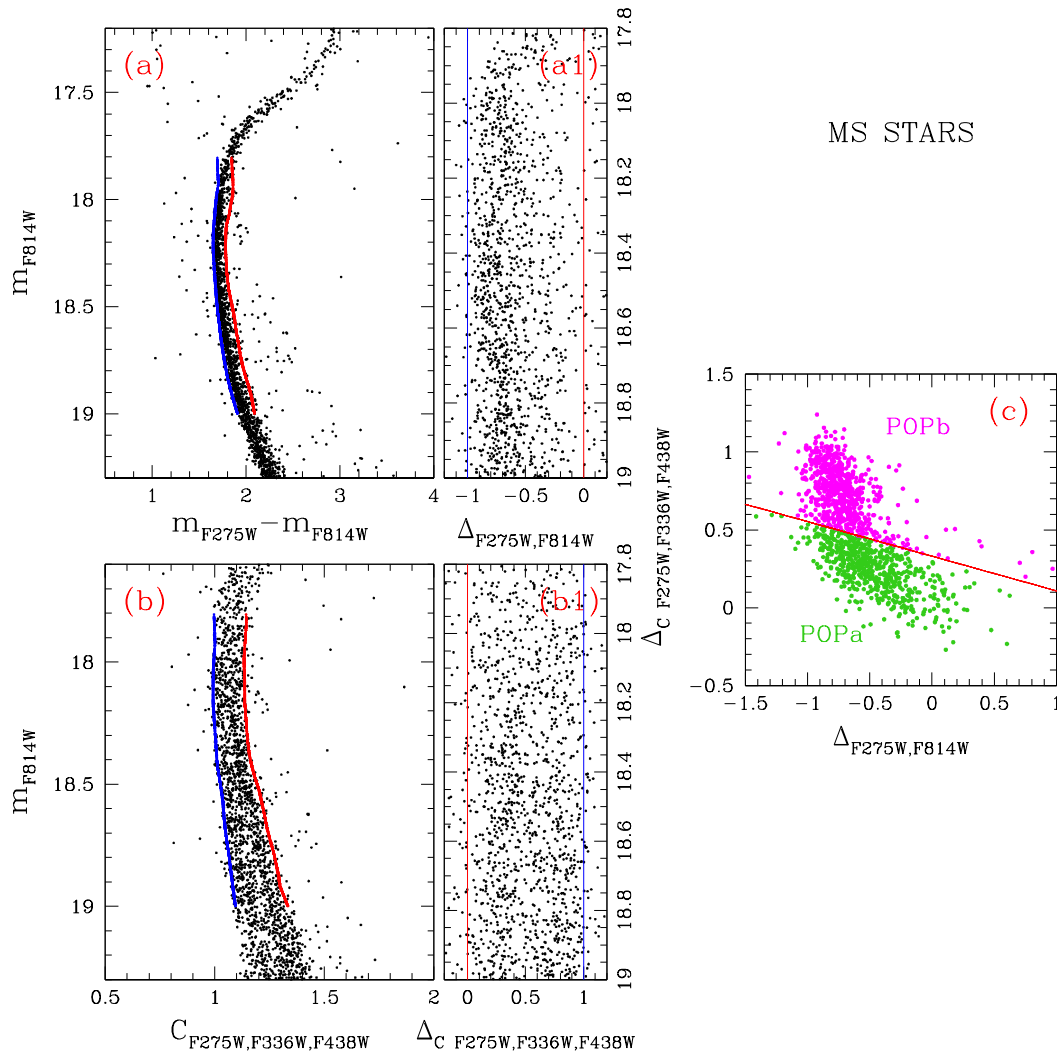 (a)
17.5
18
18.5
19
m_F814W
1 2 3 4
m_F275W−m_F814W
(a1)
17.8
18
18.2
18.4
18.6
18.8
19
−1 −0.5 0
Δ_F275W,F814W
MS STARS
(b)
18
18.5
19
m_F814W
0.5 1 1.5 2
C_F275W,F336W,F438W
(b1)
17.8
18
18.2
18.4
18.6
18.8
19
0 0.5 1
Δ_C F275W,F336W,F438W
(c)
POPb
POPa
1.5
1
0.5
0
−0.5
Δ_C F275W,F336W,F438W
−1.5 −1 −0.5 0 0.5 1
Δ_F275W,F814W